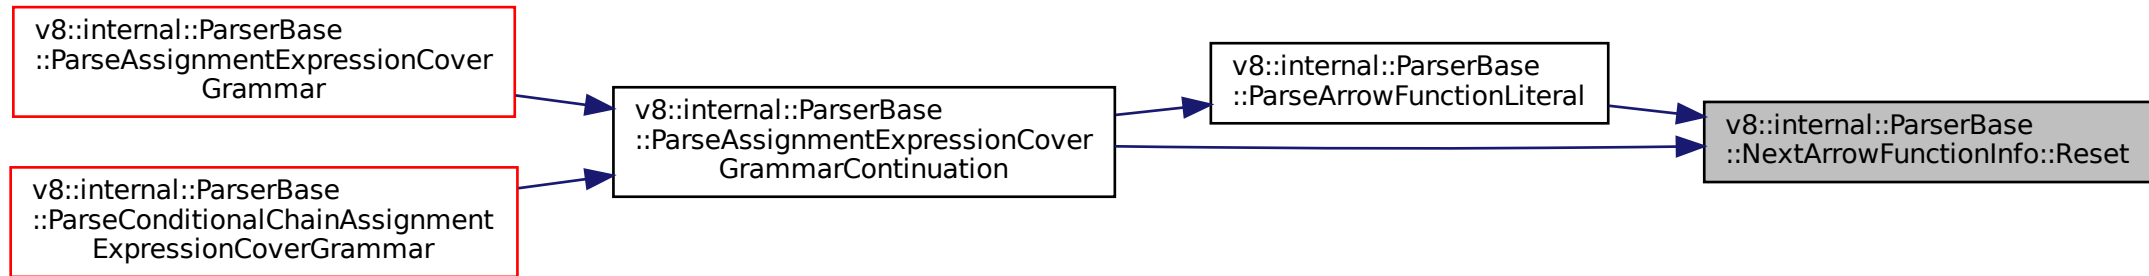 v8::internal::ParserBase
::ParseAssignmentExpressionCover
Grammar
v8::internal::ParserBase
::ParseConditionalChainAssignment
ExpressionCoverGrammar
v8::internal::ParserBase
::ParseAssignmentExpressionCover
GrammarContinuation
v8::internal::ParserBase
::ParseArrowFunctionLiteral
v8::internal::ParserBase
::NextArrowFunctionInfo::Reset